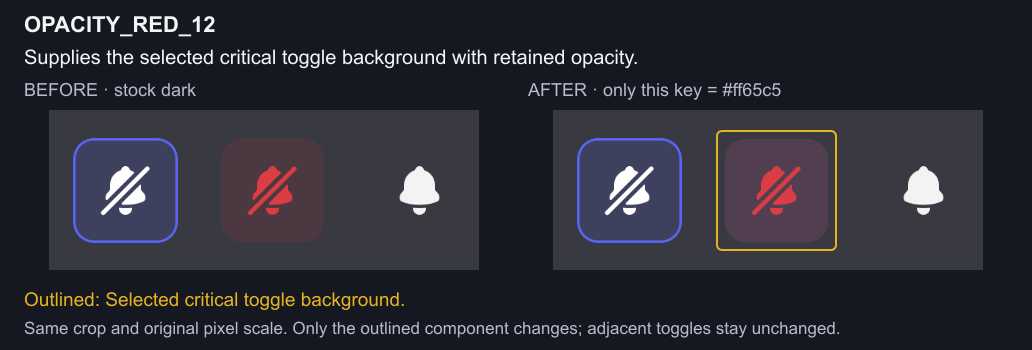 OPACITY_RED_12
Supplies the selected critical toggle background with retained opacity.
BEFORE · stock dark
AFTER · only this key = #ff65c5
Outlined: Selected critical toggle background.
Same crop and original pixel scale. Only the outlined component changes; adjacent toggles stay unchanged.